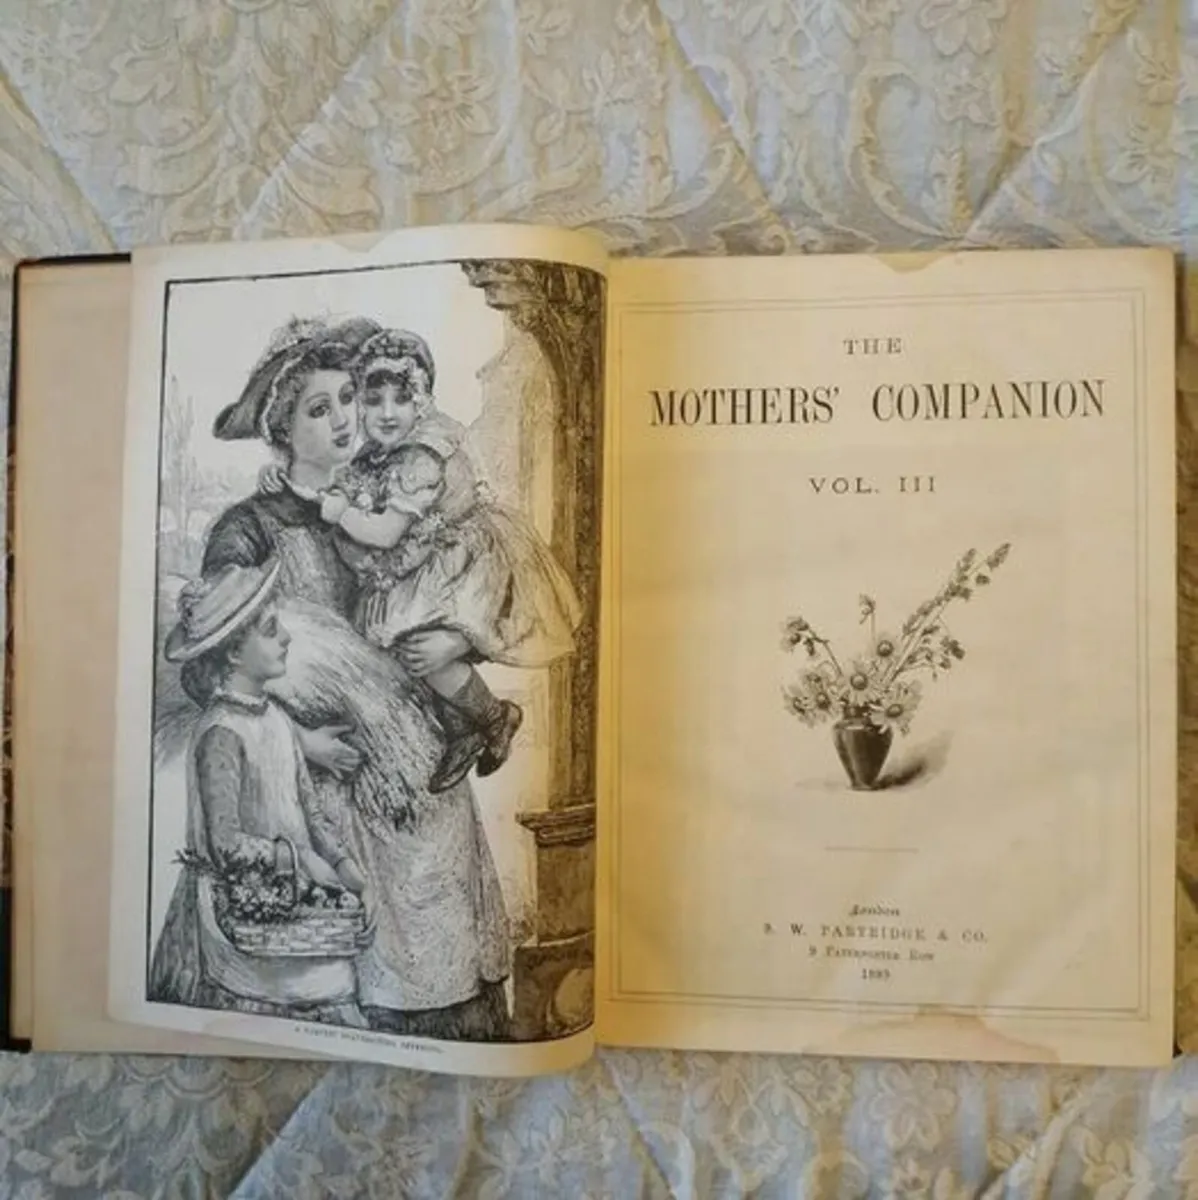 THE
MOTHERS' COMPANION
VOL. III
London
S. W. PARTRIDGE & CO.
9 PATERNOSTER ROW